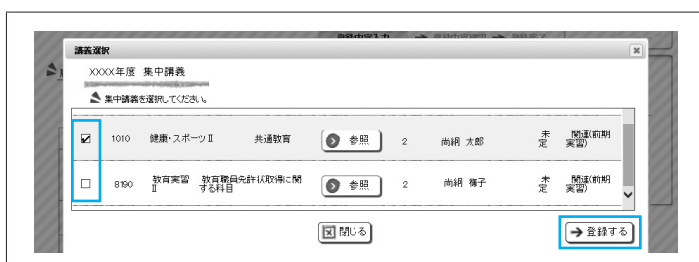 講義選択
XXXX年度 集中講義
集中講義を選択してください。
1010 健康・スポーツⅡ 共通教育 参照 2 尚絅 太郎 未定 関連(前期実習)
8190 教育実習Ⅱ 教育職員免許状取得に関する科目 参照 2 尚絅 梅子 未定 関連(前期実習)
閉じる 登録する